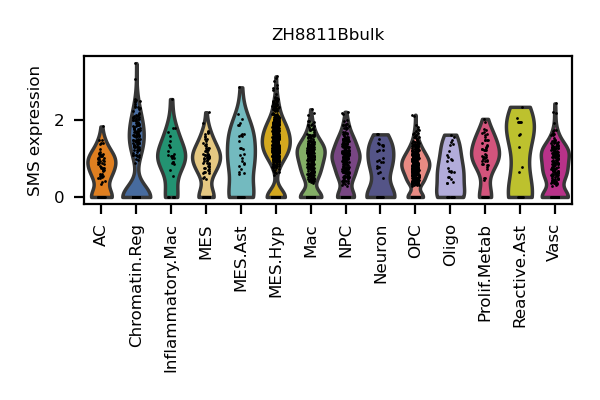 ZH8811Bbulk
SMS expression
2
0
AC
Chromatin.Reg
Inflammatory.Mac
MES
MES.Ast
MES.Hyp
Mac
NPC
Neuron
OPC
Oligo
Prolif.Metab
Reactive.Ast
Vasc